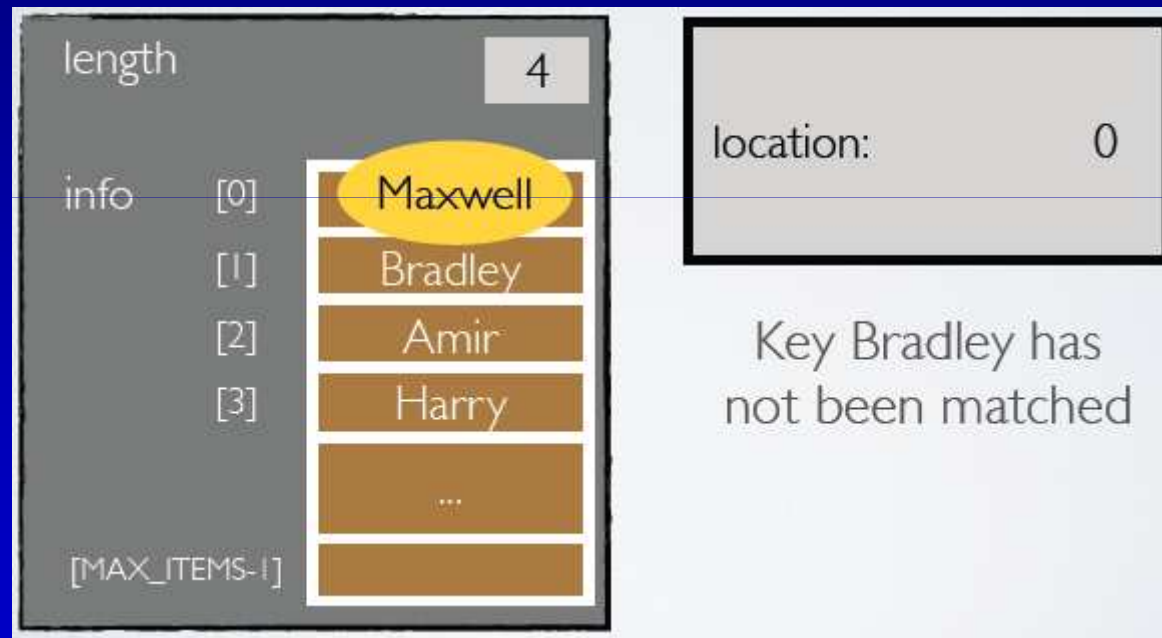 length 4
info [0] Maxwell
[1] Bradley
[2] Amir
[3] Harry
...
[MAX_ITEMS-1]
location: 0
Key Bradley has
not been matched